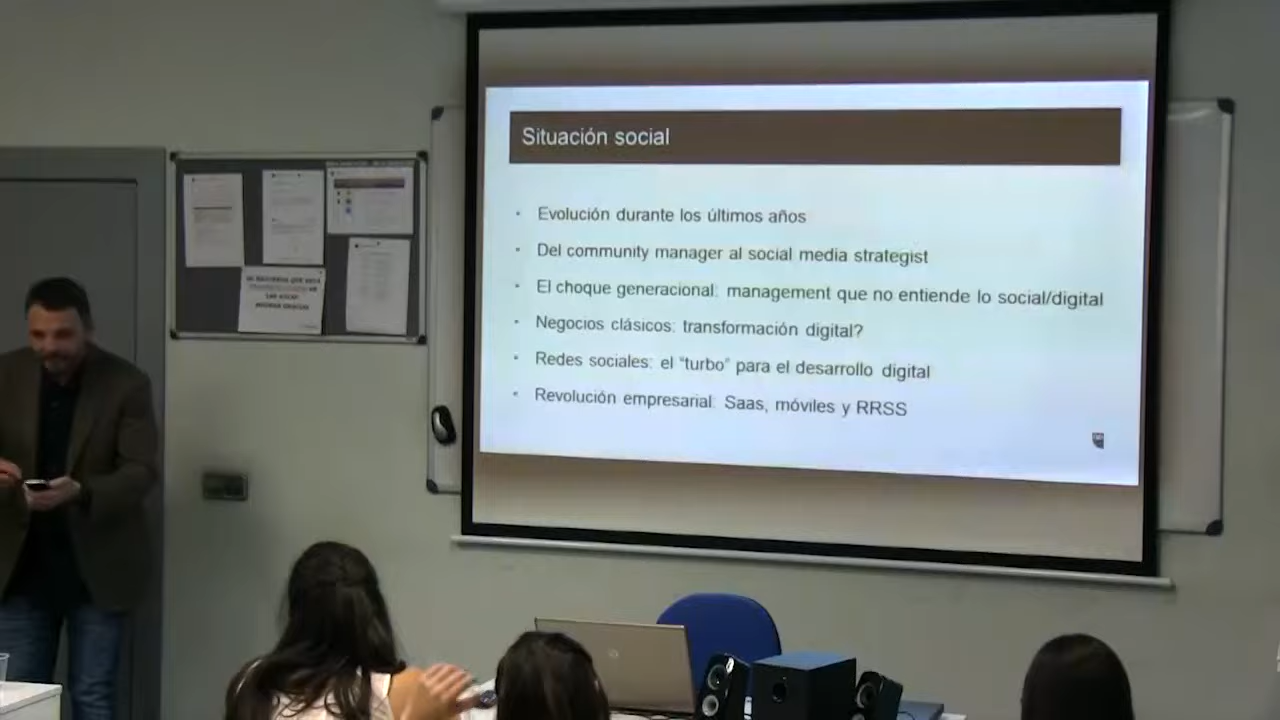 Situación social
Evolución durante los últimos años
Del community manager al social media strategist
El choque generacional: management que no entiende lo social/digital
Negocios clásicos: transformación digital?
Redes sociales: el “turbo” para el desarrollo digital
Revolución empresarial: Saas, móviles y RRSS